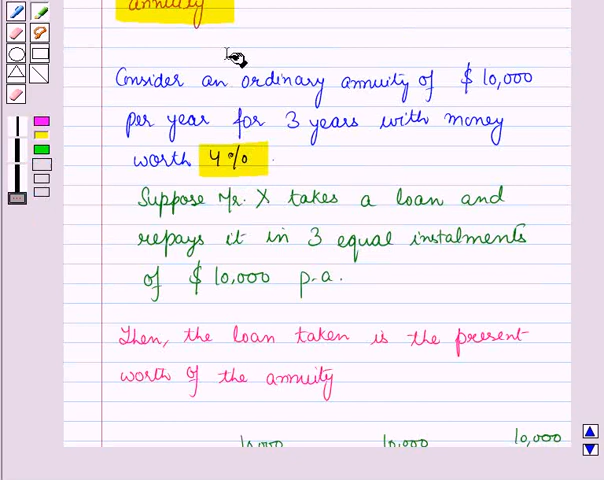 annuity
Consider an ordinary annuity of $ 10,000
per year for 3 years with money
worth 4%.
Suppose Mr. X takes a loan and
repays it in 3 equal instalments
of $ 10,000 p.a.
Then, the loan taken is the present
worth of the annuity
10,000 10,000 10,000